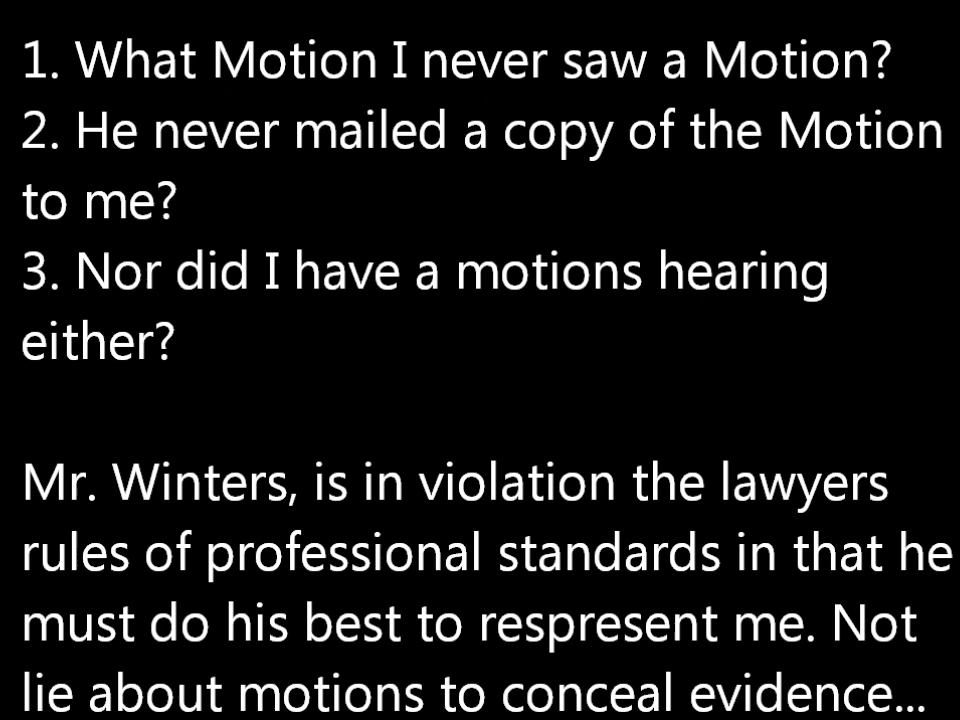 1. What Motion I never saw a Motion?
2. He never mailed a copy of the Motion
to me?
3. Nor did I have a motions hearing
either?
Mr. Winters, is in violation the lawyers
rules of professional standards in that he
must do his best to respresent me. Not
lie about motions to conceal evidence...